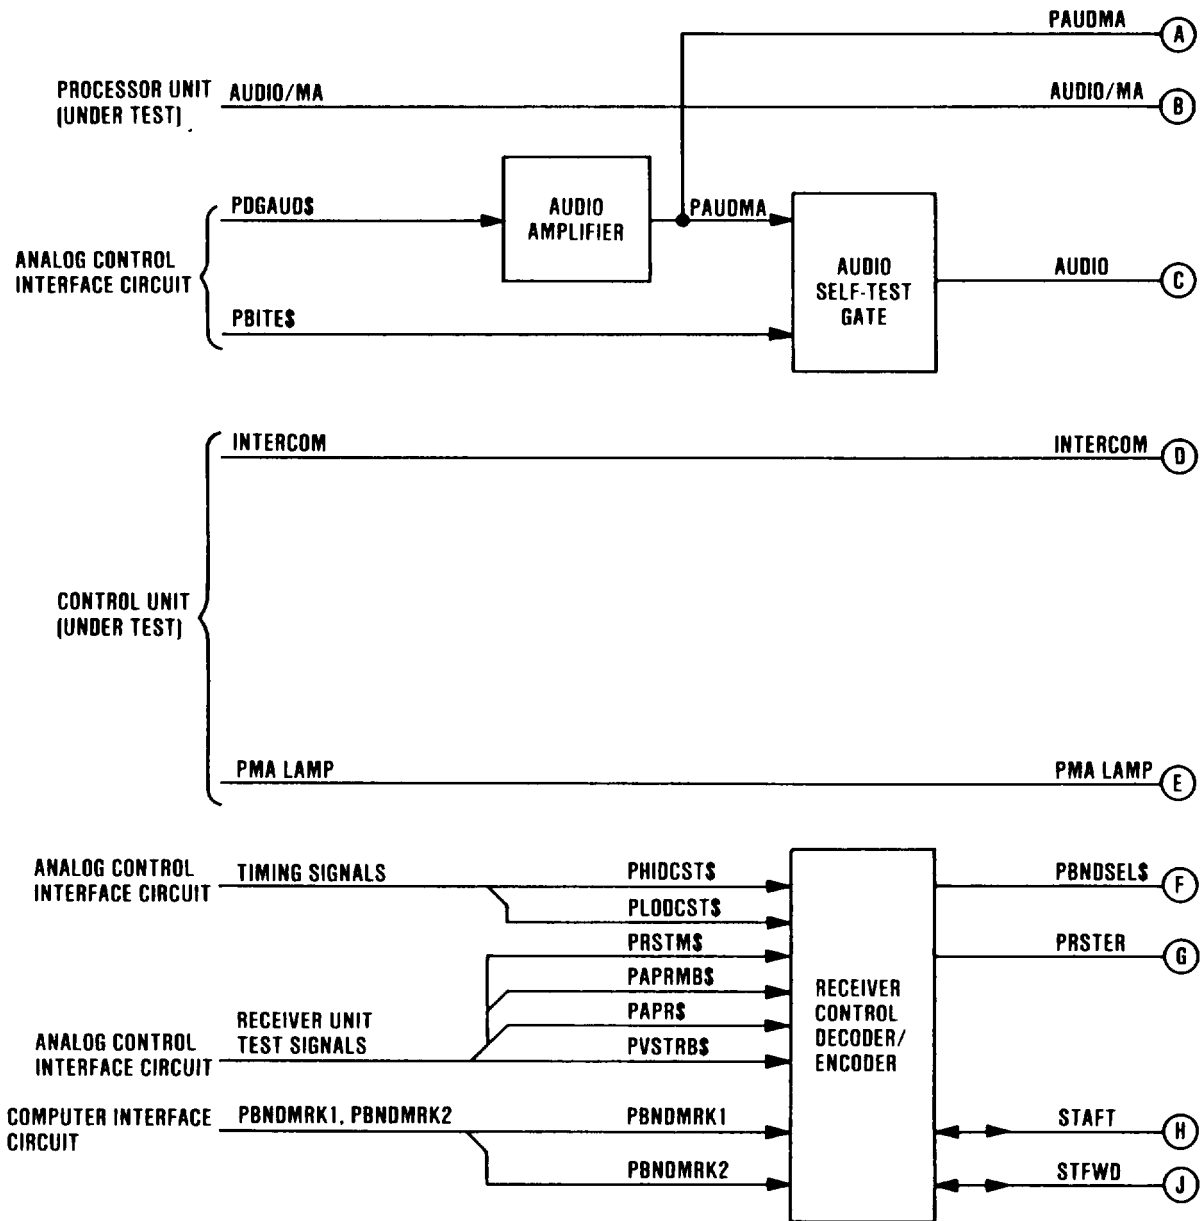 PAUDMA
A
PROCESSOR UNIT
(UNDER TEST)
AUDIO/MA
AUDIO/MA
B
PDGAUD$
AUDIO
AMPLIFIER
PAUDMA
ANALOG CONTROL
INTERFACE CIRCUIT
AUDIO
SELF-TEST
GATE
AUDIO
C
PBITE$
INTERCOM
INTERCOM
D
CONTROL UNIT
(UNDER TEST)
PMA LAMP
PMA LAMP
E
ANALOG CONTROL
INTERFACE CIRCUIT
TIMING SIGNALS
PHIDCST$
PLODCST$
PBNDSEL$
F
PRSTM$
PRSTER
G
PAPRMB$
PAPR$
PVSTRB$
RECEIVER
CONTROL
DECODER/
ENCODER
RECEIVER UNIT
TEST SIGNALS
ANALOG CONTROL
INTERFACE CIRCUIT
COMPUTER INTERFACE
CIRCUIT
PBNDMRK1, PBNDMRK2
PBNDMRK1
STAFT
H
PBNDMRK2
STFWD
J